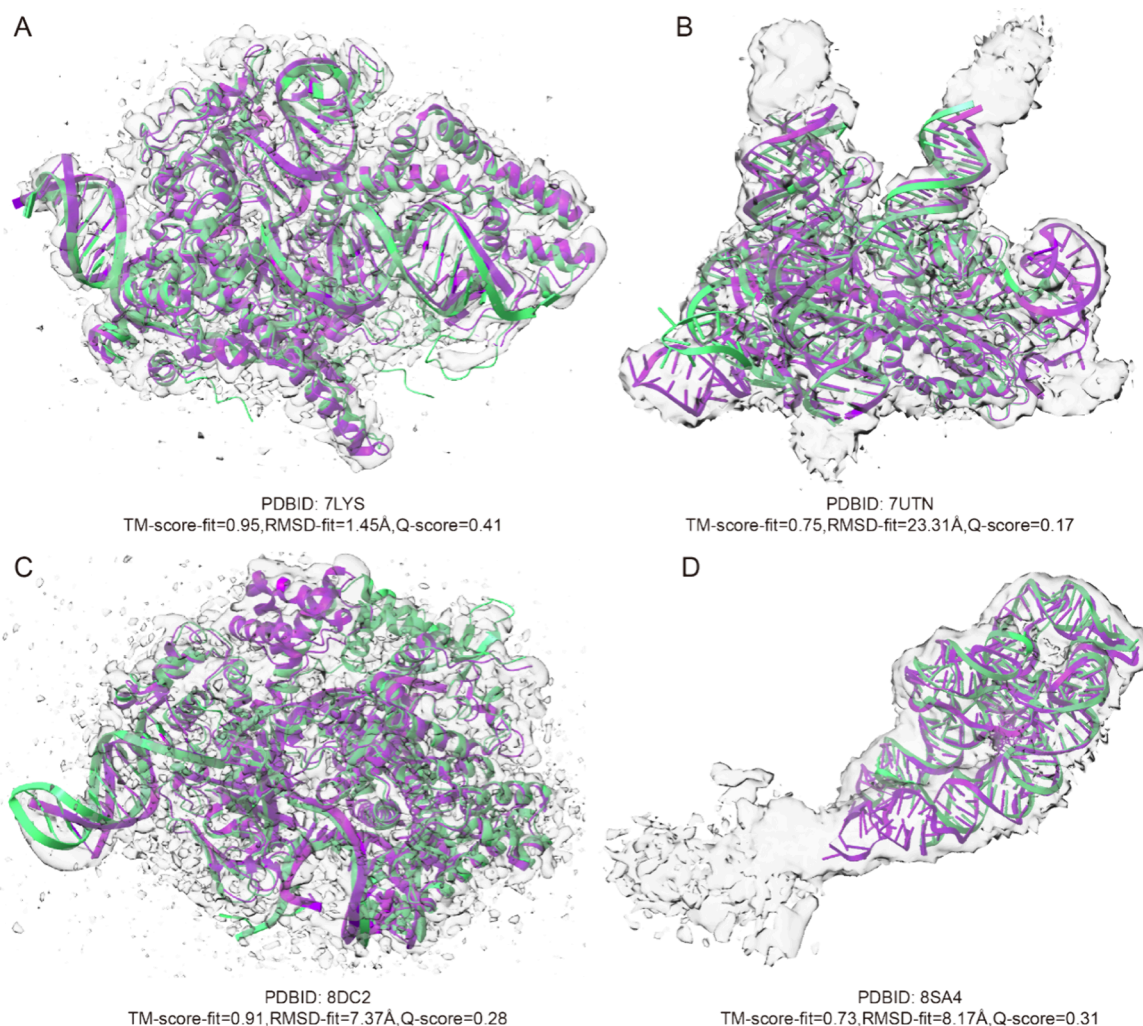 A
B
PDBID: 7LYS
TM-score-fit=0.95,RMSD-fit=1.45Å,Q-score=0.41
PDBID: 7UTN
TM-score-fit=0.75,RMSD-fit=23.31Å,Q-score=0.17
C
D
PDBID: 8DC2
TM-score-fit=0.91,RMSD-fit=7.37Å,Q-score=0.28
PDBID: 8SA4
TM-score-fit=0.73,RMSD-fit=8.17Å,Q-score=0.31